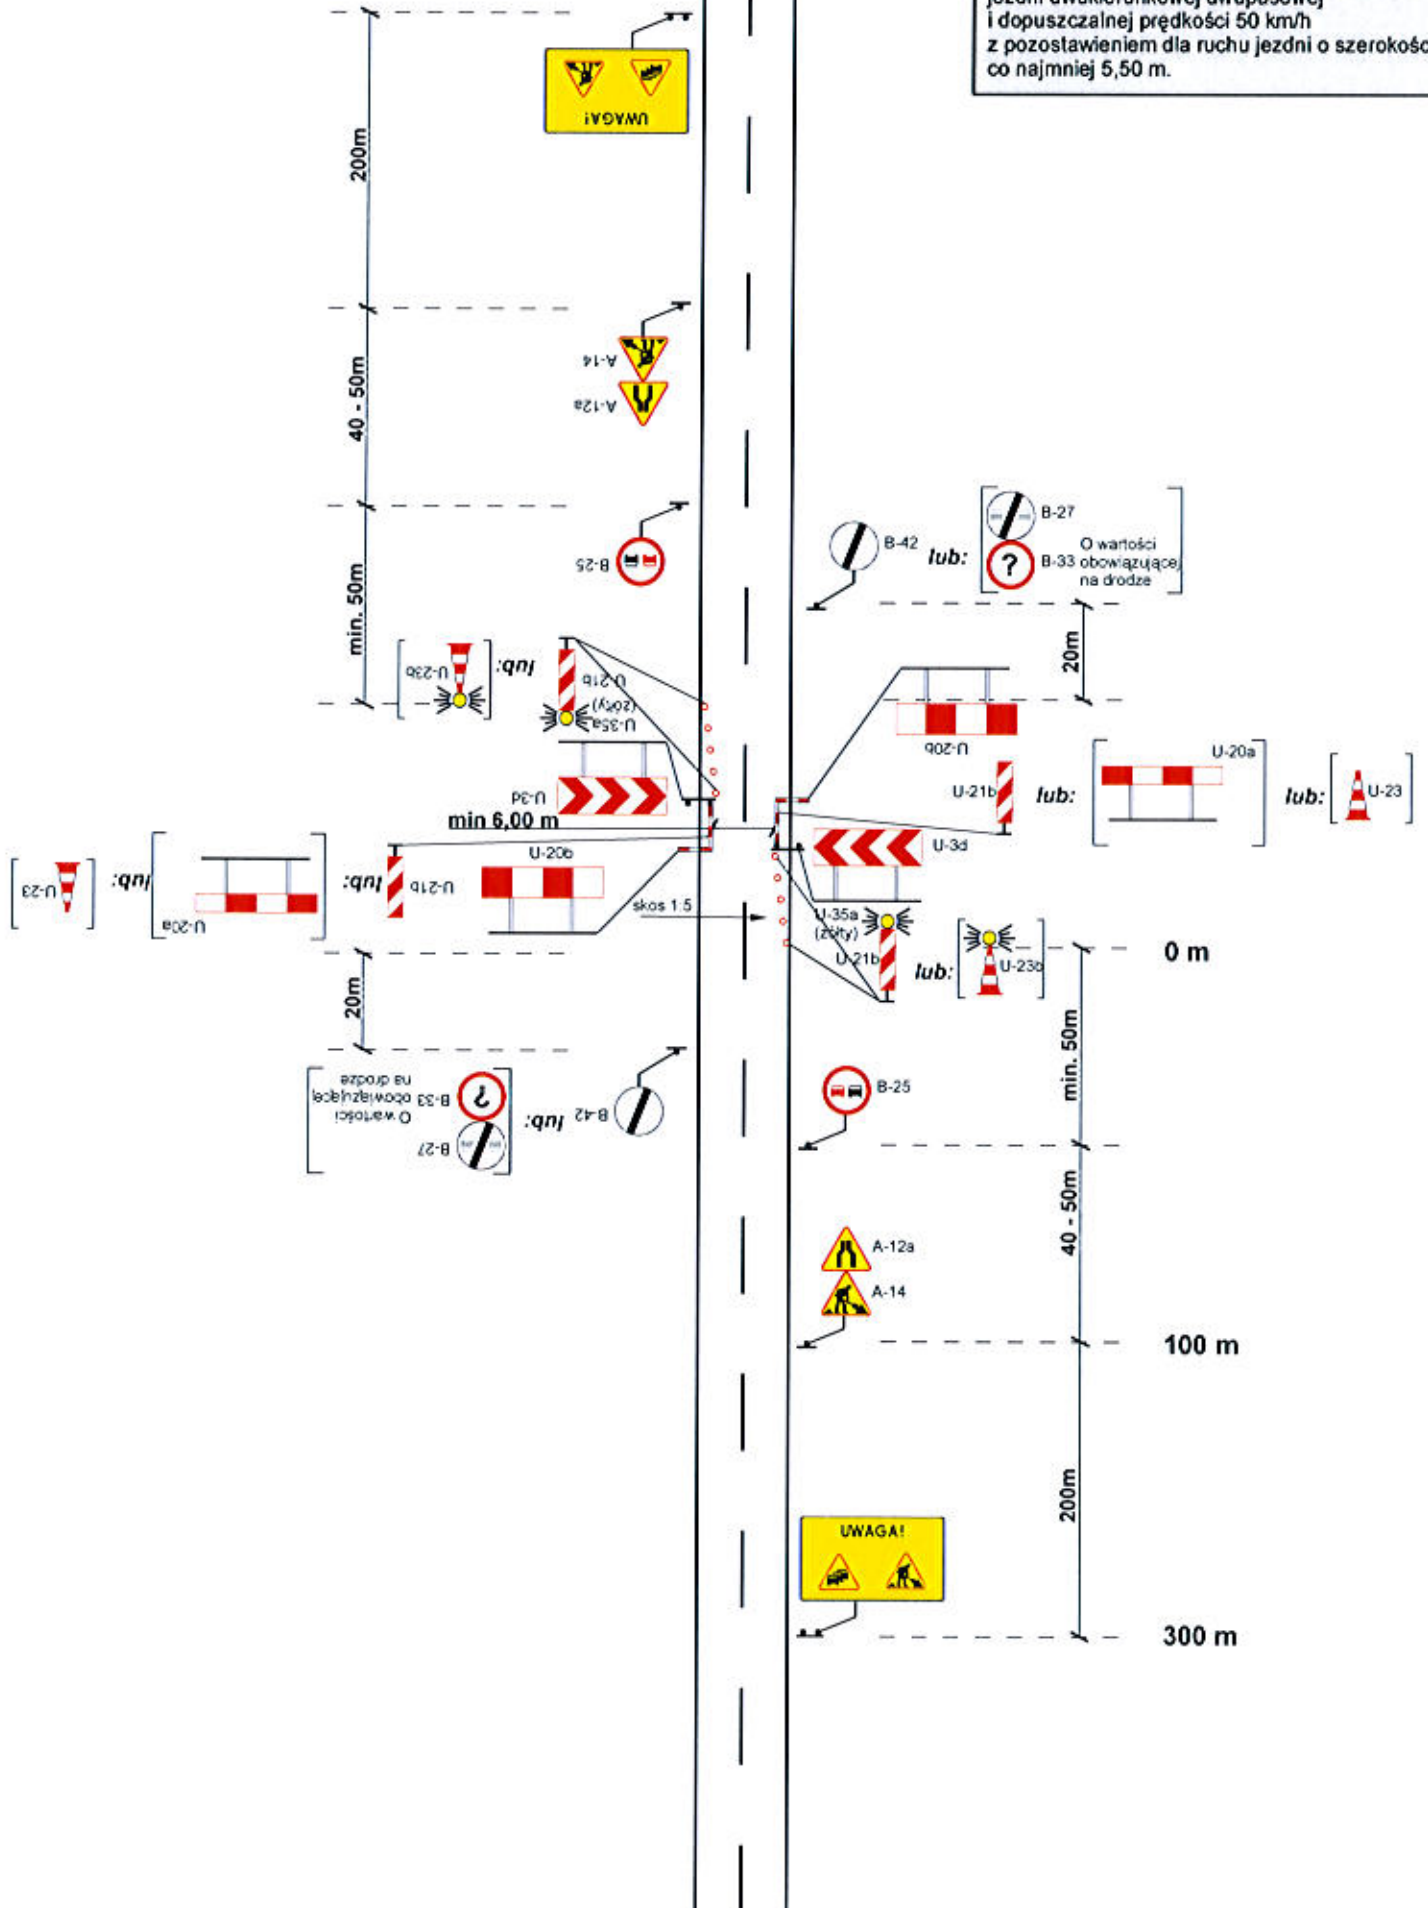 i dopuszczalnej prędkości 50 km/h
z pozostawieniem dla ruchu jezdni o szerokośc
co najmniej 5,50 m.
200m
UWAGA!
40 - 50m
A-14
A-12a
min. 50m
B-25
B-42
lub:
B-27
B-33
O wartości
obowiązującej
na drodze
20m
U-23b
lub:
U-21b
(żółty)
U-35a
U-3d
min 6,00 m
U-20b
U-21b
lub:
U-20a
lub:
U-23
U-3d
U-23
lub:
U-20a
lub:
U-21b
U-20b
skos 1:5
U-35a
(żółty)
U-21b
lub:
U-23b
0 m
20m
min. 50m
B-25
O wartości
obowiązującej
na drodze
B-33
B-27
lub:
B-42
40 - 50m
A-12a
A-14
100 m
200m
UWAGA!
300 m